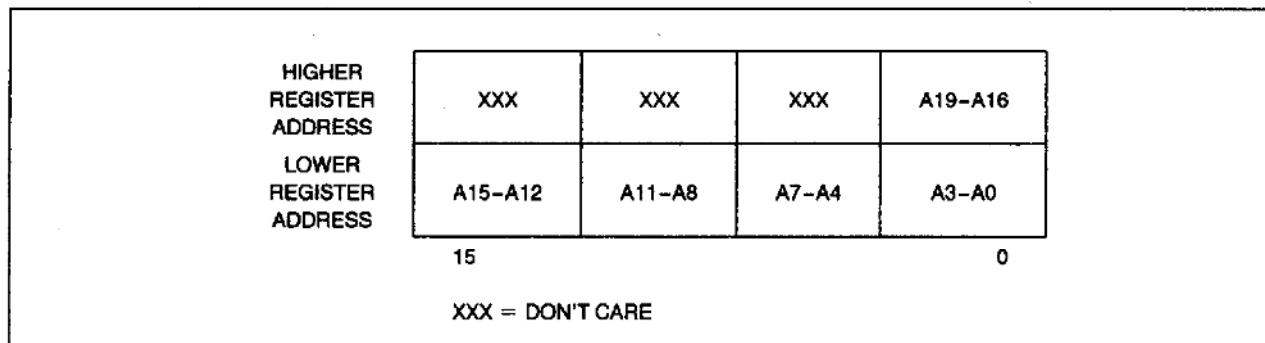 HIGHER
REGISTER
ADDRESS
XXX XXX XXX A19-A16
LOWER
REGISTER
ADDRESS
A15-A12 A11-A8 A7-A4 A3-A0
15 0
XXX = DON'T CARE